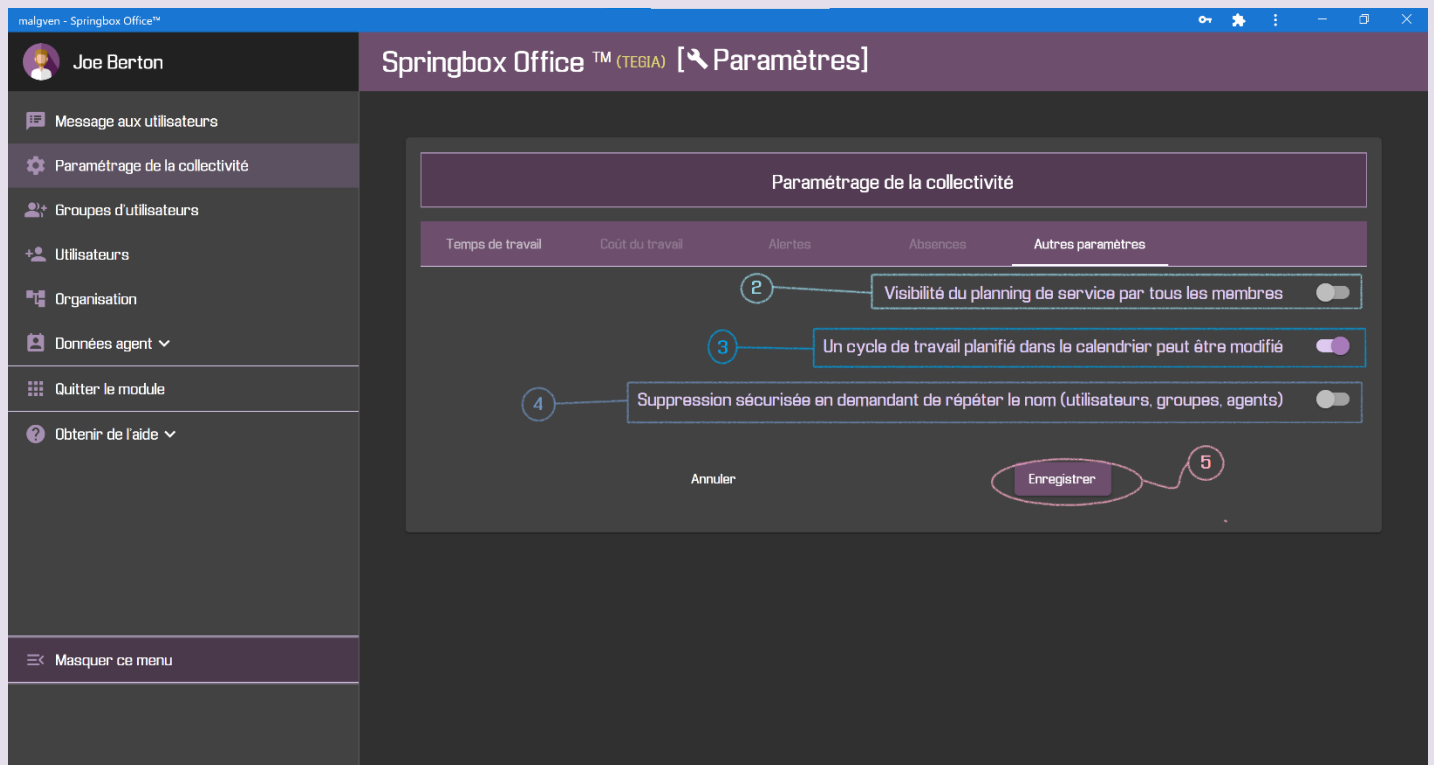 malgven - Springbox Office™
Joe Berton
Springbox Office ™ (TEGIA) [Paramètres]
Message aux utilisateurs
Paramétrage de la collectivité
Groupes d'utilisateurs
Utilisateurs
Organisation
Données agent
Quitter le module
Obtenir de l'aide
Masquer ce menu
Paramétrage de la collectivité
Temps de travail Coût du travail Alertes Absences Autres paramètres
2 Visibilité du planning de service par tous les membres
3 Un cycle de travail planifié dans le calendrier peut être modifié
4 Suppression sécurisée en demandant de répéter le nom (utilisateurs, groupes, agents)
Annuler Enregistrer 5